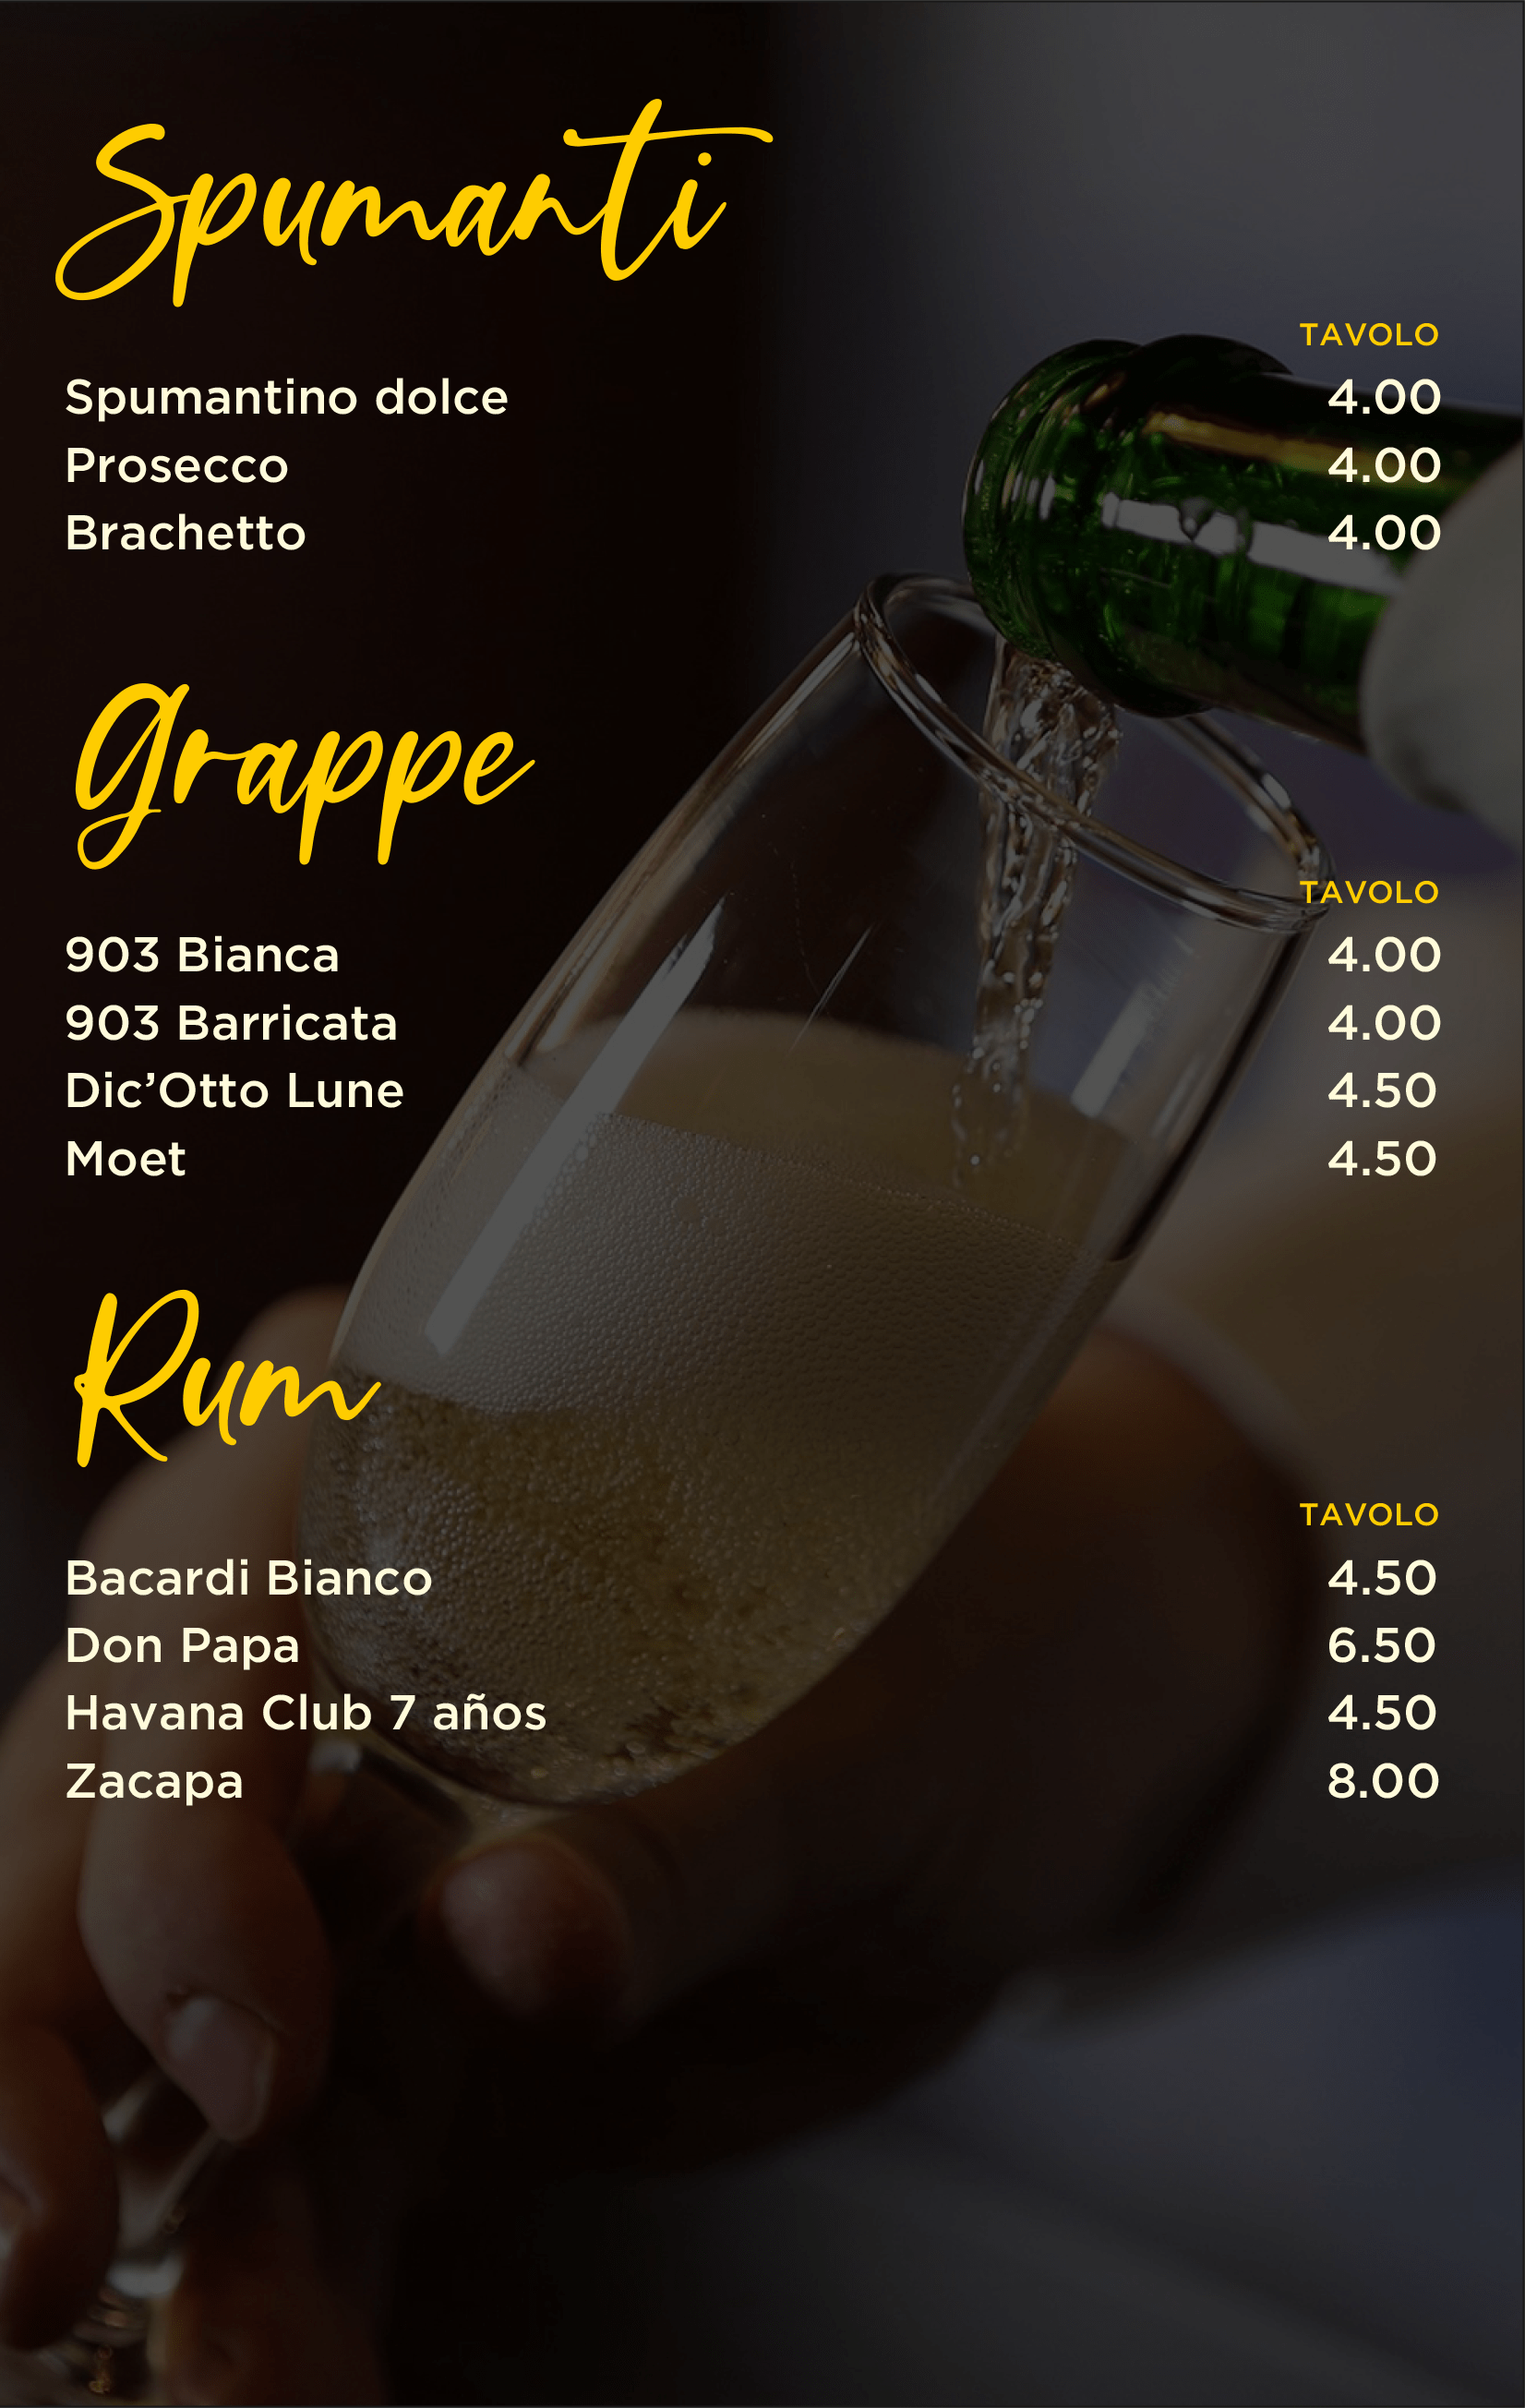 Spumanti
TAVOLO
Spumantino dolce 4.00
Prosecco 4.00
Brachetto 4.00
Grappe
TAVOLO
903 Bianca 4.00
903 Barricata 4.00
Dic’Otto Lune 4.50
Moet 4.50
Rum
TAVOLO
Bacardi Bianco 4.50
Don Papa 6.50
Havana Club 7 años 4.50
Zacapa 8.00